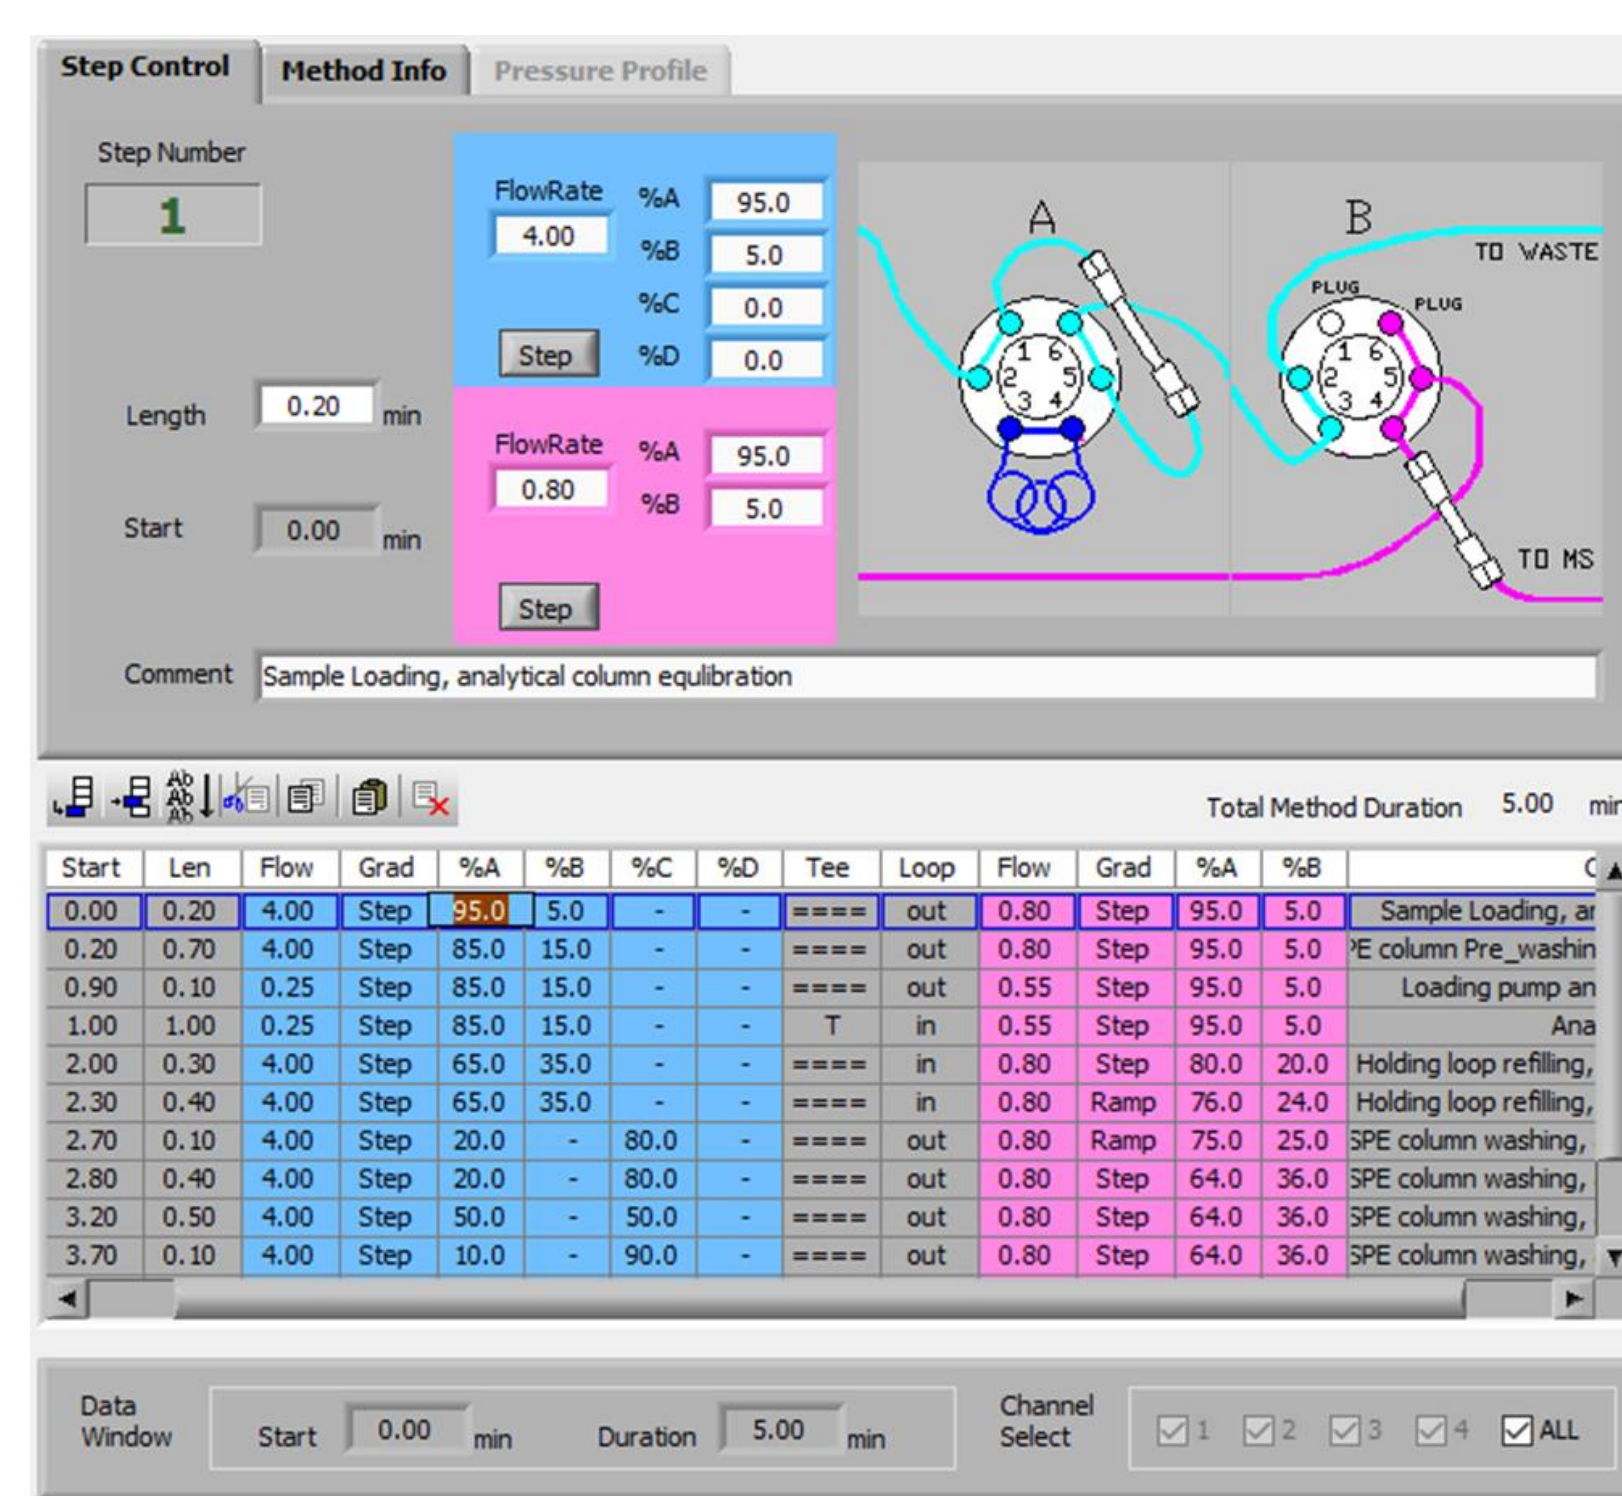 Step Control Method Info Pressure Profile
Step Number
1
FlowRate %A 95.0
4.00 %B 5.0
%C 0.0
Step %D 0.0
Length 0.20 min
FlowRate %A 95.0
0.80 %B 5.0
Start 0.00 min
Step
A B
TO WASTE
PLUG PLUG
1 6 1 6
2 5 2 5
3 4 3 4
TO MS
Comment Sample Loading, analytical column equlibration
Ab
Ab
Ab
Total Method Duration 5.00 min
Start Len Flow Grad %A %B %C %D Tee Loop Flow Grad %A %B C
0.00 0.20 4.00 Step 95.0 5.0 - - ==== out 0.80 Step 95.0 5.0 Sample Loading, ar
0.20 0.70 4.00 Step 85.0 15.0 - - ==== out 0.80 Step 95.0 5.0 PE column Pre_washin
0.90 0.10 0.25 Step 85.0 15.0 - - ==== out 0.55 Step 95.0 5.0 Loading pump an
1.00 1.00 0.25 Step 85.0 15.0 - - T in 0.55 Step 95.0 5.0 Ana
2.00 0.30 4.00 Step 65.0 35.0 - - ==== in 0.80 Step 80.0 20.0 Holding loop refilling,
2.30 0.40 4.00 Step 65.0 35.0 - - ==== in 0.80 Ramp 76.0 24.0 Holding loop refilling,
2.70 0.10 4.00 Step 20.0 - 80.0 - ==== out 0.80 Ramp 75.0 25.0 SPE column washing,
2.80 0.40 4.00 Step 20.0 - 80.0 - ==== out 0.80 Step 64.0 36.0 SPE column washing,
3.20 0.50 4.00 Step 50.0 - 50.0 - ==== out 0.80 Step 64.0 36.0 SPE column washing,
3.70 0.10 4.00 Step 10.0 - 90.0 - ==== out 0.80 Step 64.0 36.0 SPE column washing,
Data Window Start 0.00 min Duration 5.00 min
Channel Select 1 2 3 4 ALL